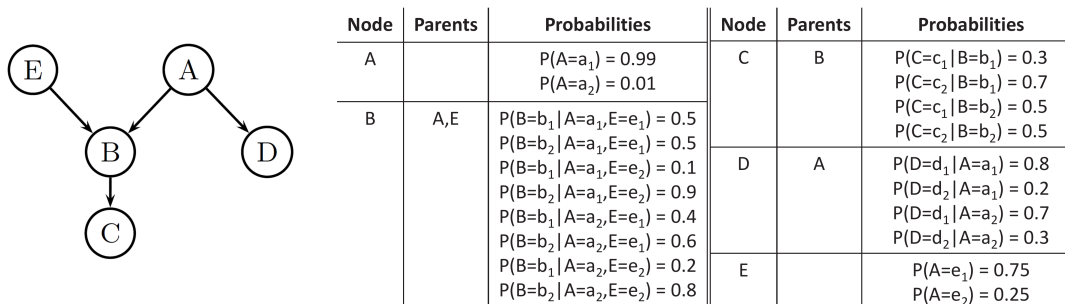 E
A
B
D
C
Node Parents Probabilities
A P(A=a₁) = 0.99
P(A=a₂) = 0.01
B A,E P(B=b₁|A=a₁,E=e₁) = 0.5
P(B=b₂|A=a₁,E=e₁) = 0.5
P(B=b₁|A=a₁,E=e₂) = 0.1
P(B=b₂|A=a₁,E=e₂) = 0.9
P(B=b₁|A=a₂,E=e₁) = 0.4
P(B=b₂|A=a₂,E=e₁) = 0.6
P(B=b₁|A=a₂,E=e₂) = 0.2
P(B=b₂|A=a₂,E=e₂) = 0.8
Node Parents Probabilities
C B P(C=c₁|B=b₁) = 0.3
P(C=c₂|B=b₁) = 0.7
P(C=c₁|B=b₂) = 0.5
P(C=c₂|B=b₂) = 0.5
D A P(D=d₁|A=a₁) = 0.8
P(D=d₂|A=a₁) = 0.2
P(D=d₁|A=a₂) = 0.7
P(D=d₂|A=a₂) = 0.3
E P(A=e₁) = 0.75
P(A=e₂) = 0.25